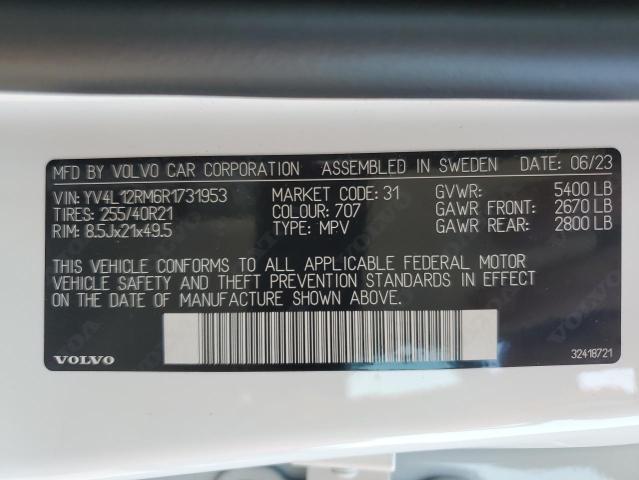 MFD BY VOLVO CAR CORPORATION ASSEMBLED IN SWEDEN DATE: 06/23
VIN: YV4L12RM6R1731953 MARKET CODE: 31 GVWR: 5400 LB
TIRES: 255/40R21 COLOUR: 707 GAWR FRONT: 2670 LB
RIM: 8.5Jx21x49.5 TYPE: MPV GAWR REAR: 2800 LB
THIS VEHICLE CONFORMS TO ALL APPLICABLE FEDERAL MOTOR
VEHICLE SAFETY AND THEFT PREVENTION STANDARDS IN EFFECT
ON THE DATE OF MANUFACTURE SHOWN ABOVE.
VOLVO 32418721